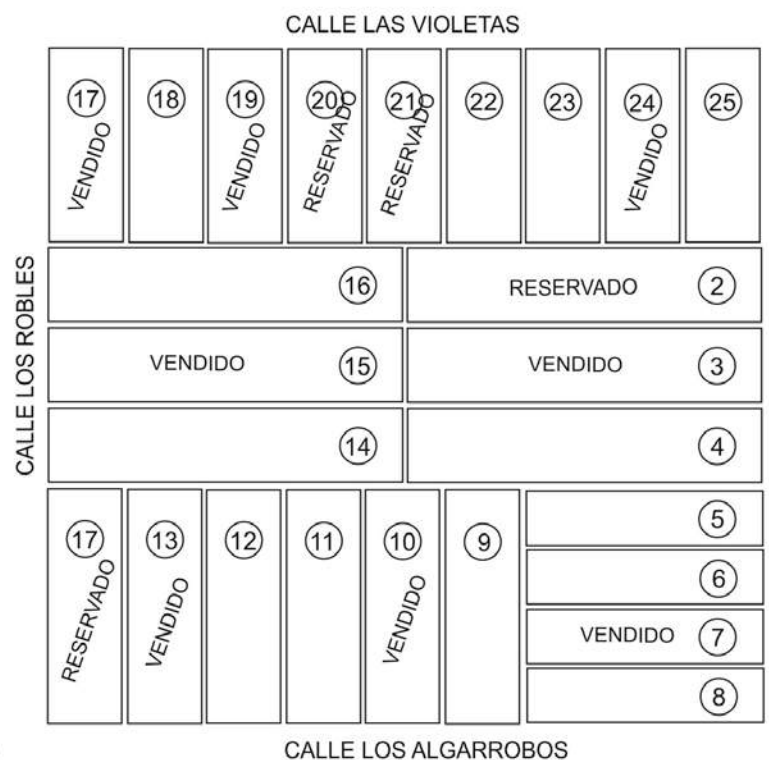 CALLE LAS VIOLETAS
17 18 19 20 21 22 23 24 25
VENDIDO VENDIDO RESERVADO RESERVADO VENDIDO
CALLE LOS ROBLES
16 RESERVADO 2
VENDIDO 15 VENDIDO 3
14 4
5
17 13 12 11 10 9
6
RESERVADO VENDIDO VENDIDO
VENDIDO 7
8
CALLE LOS ALGARROBOS